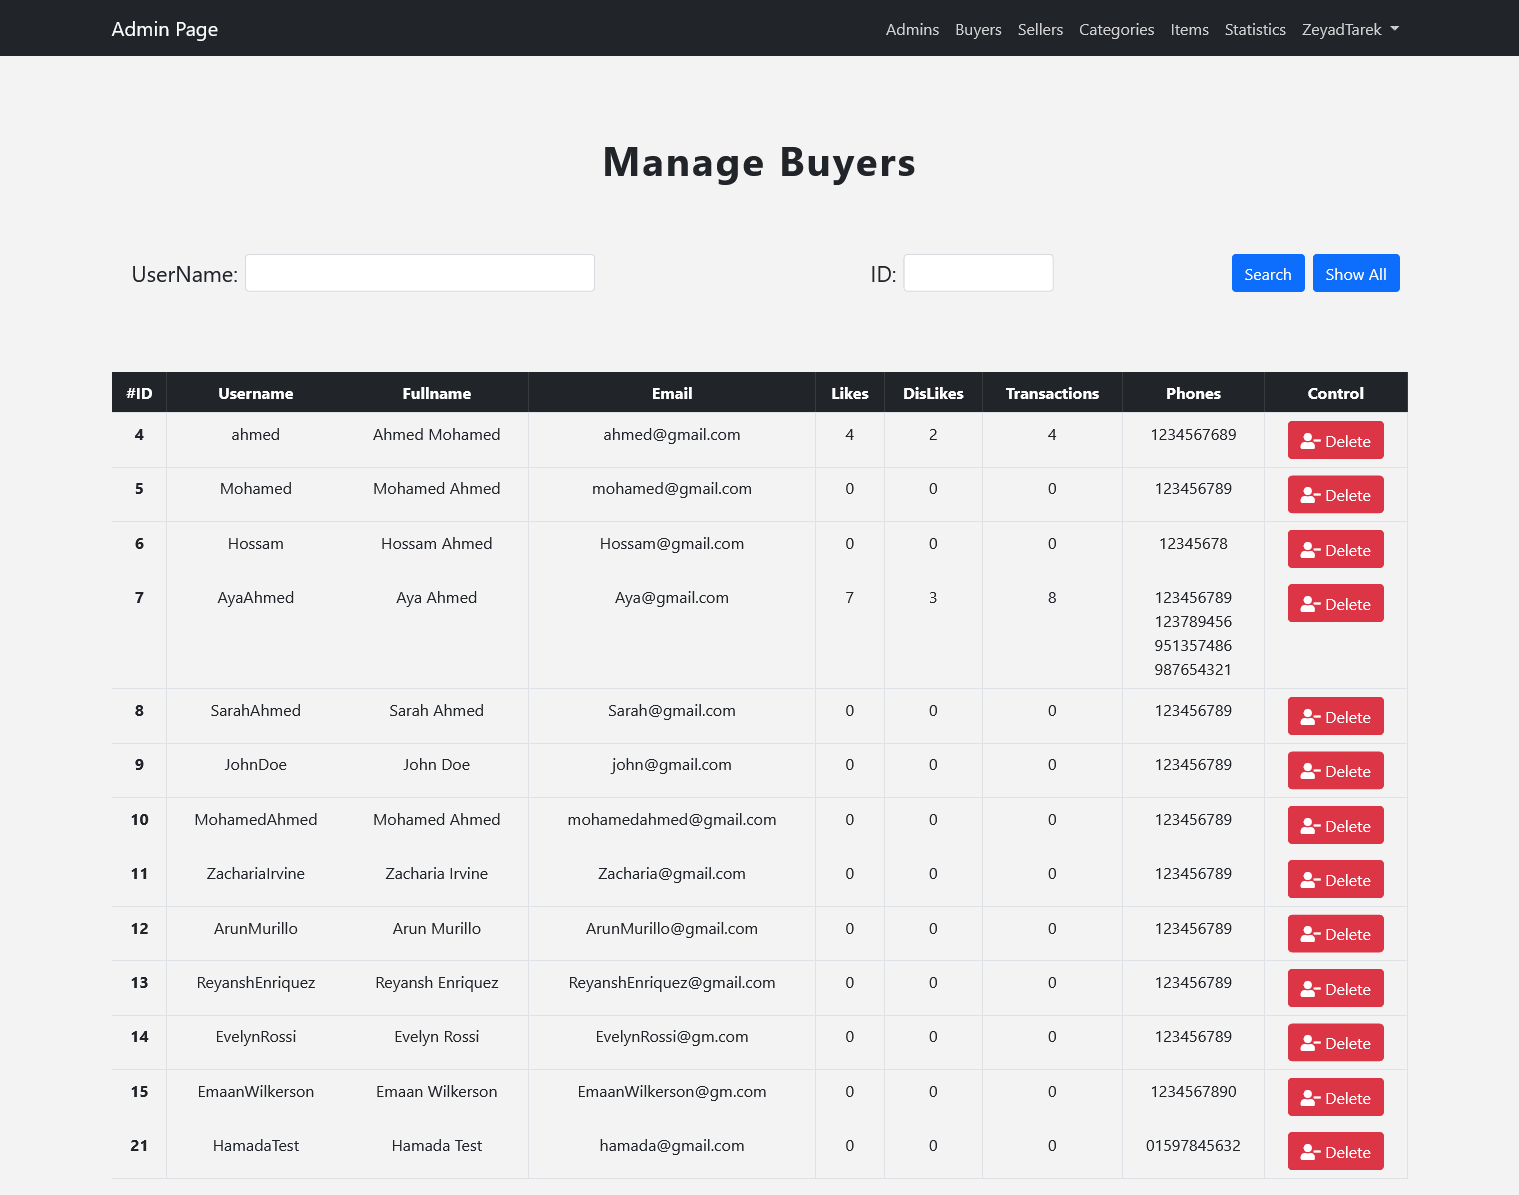 Admin Page Admins Buyers Sellers Categories Items Statistics ZeyadTarek
Manage Buyers
UserName: ID: Search Show All
#ID Username Fullname Email Likes DisLikes Transactions Phones Control
4 ahmed Ahmed Mohamed ahmed@gmail.com 4 2 4 1234567689 Delete
5 Mohamed Mohamed Ahmed mohamed@gmail.com 0 0 0 123456789 Delete
6 Hossam Hossam Ahmed Hossam@gmail.com 0 0 0 12345678 Delete
7 AyaAhmed Aya Ahmed Aya@gmail.com 7 3 8 123456789 Delete
123789456
951357486
987654321
8 SarahAhmed Sarah Ahmed Sarah@gmail.com 0 0 0 123456789 Delete
9 JohnDoe John Doe john@gmail.com 0 0 0 123456789 Delete
10 MohamedAhmed Mohamed Ahmed mohamedahmed@gmail.com 0 0 0 123456789 Delete
11 ZachariaIrvine Zacharia Irvine Zacharia@gmail.com 0 0 0 123456789 Delete
12 ArunMurillo Arun Murillo ArunMurillo@gmail.com 0 0 0 123456789 Delete
13 ReyanshEnriquez Reyansh Enriquez ReyanshEnriquez@gmail.com 0 0 0 123456789 Delete
14 EvelynRossi Evelyn Rossi EvelynRossi@gm.com 0 0 0 123456789 Delete
15 EmaanWilkerson Emaan Wilkerson EmaanWilkerson@gm.com 0 0 0 1234567890 Delete
21 HamadaTest Hamada Test hamada@gmail.com 0 0 0 01597845632 Delete